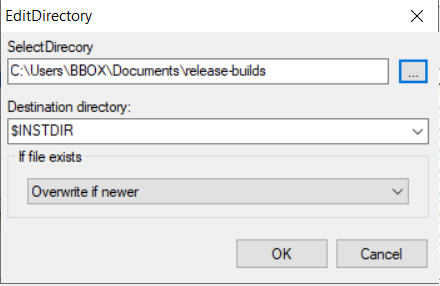 EditDirectory
SelectDirecory
C:\Users\BBOX\Documents\release-builds
...
Destination directory:
$INSTDIR
If file exists
Overwrite if newer
OK
Cancel